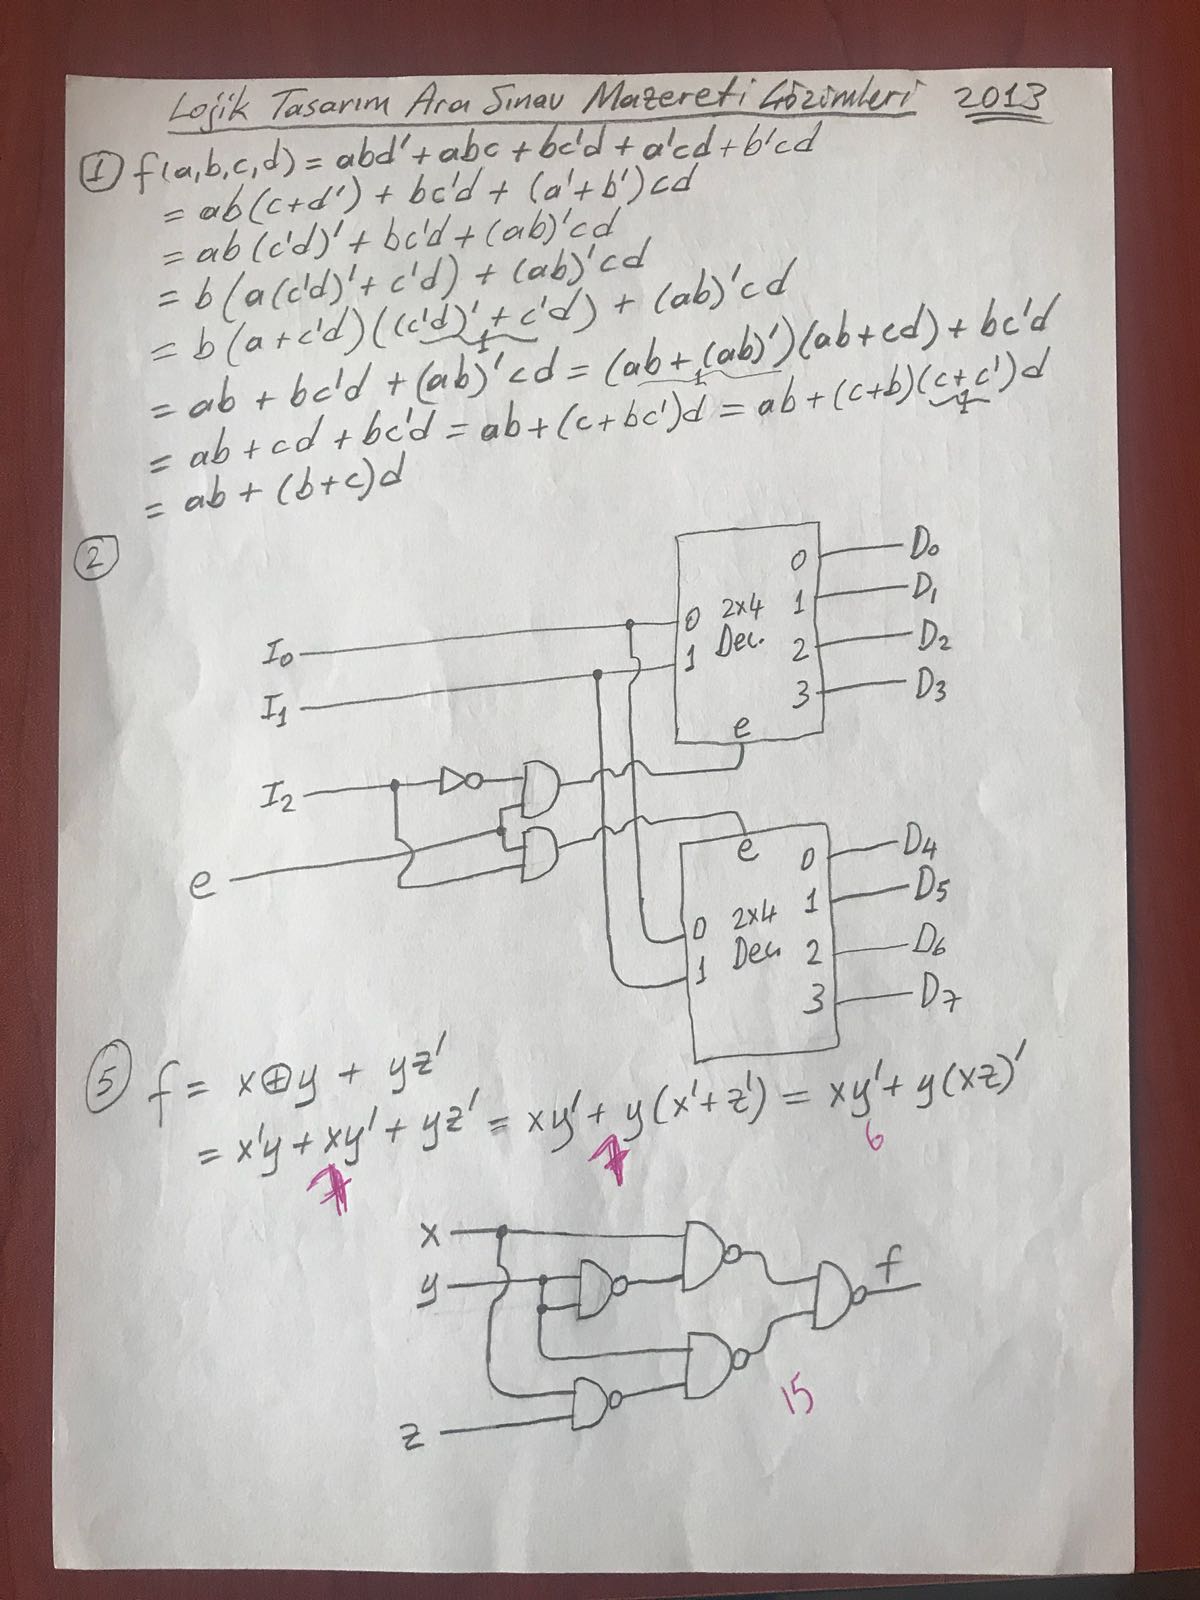 Lojik Tasarım Ara Sınav Mazereti Çözümleri 2013
1 f(a,b,c,d) = abd' + abc + bc'd + a'cd + b'cd
= ab(c+d') + bc'd + (a'+b')cd
= ab(c'd)' + bc'd + (ab)'cd
= b(a(c'd)' + c'd) + (ab)'cd
= b(a+c'd)((c'd)' + c'd) + (ab)'cd
1
= ab + bc'd + (ab)'cd = (ab + (ab)')(ab+cd) + bc'd
1
= ab + cd + bc'd = ab + (c+bc')d = ab + (c+b)(c+c')d
1
= ab + (b+c)d
2
I0
I1
I2
e
0 2x4 Dec. 0 D0
1 1 D1
2 D2
3 D3
e
e
0 2x4 Dec. 0 D4
1 1 D5
2 D6
3 D7
5 f = x⊕y + yz'
= x'y + xy' + yz' = xy' + y(x'+z') = xy' + y(xz)'
7 7 6
x
y
z
f
15